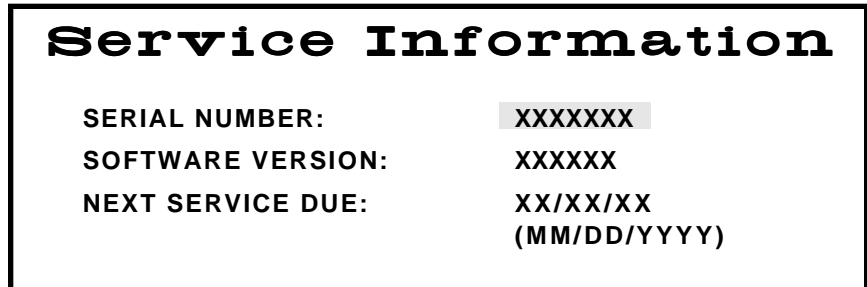 Service Information
SERIAL NUMBER: XXXXXXX
SOFTWARE VERSION: XXXXXX
NEXT SERVICE DUE: XX/XX/XX
(MM/DD/YYYY)